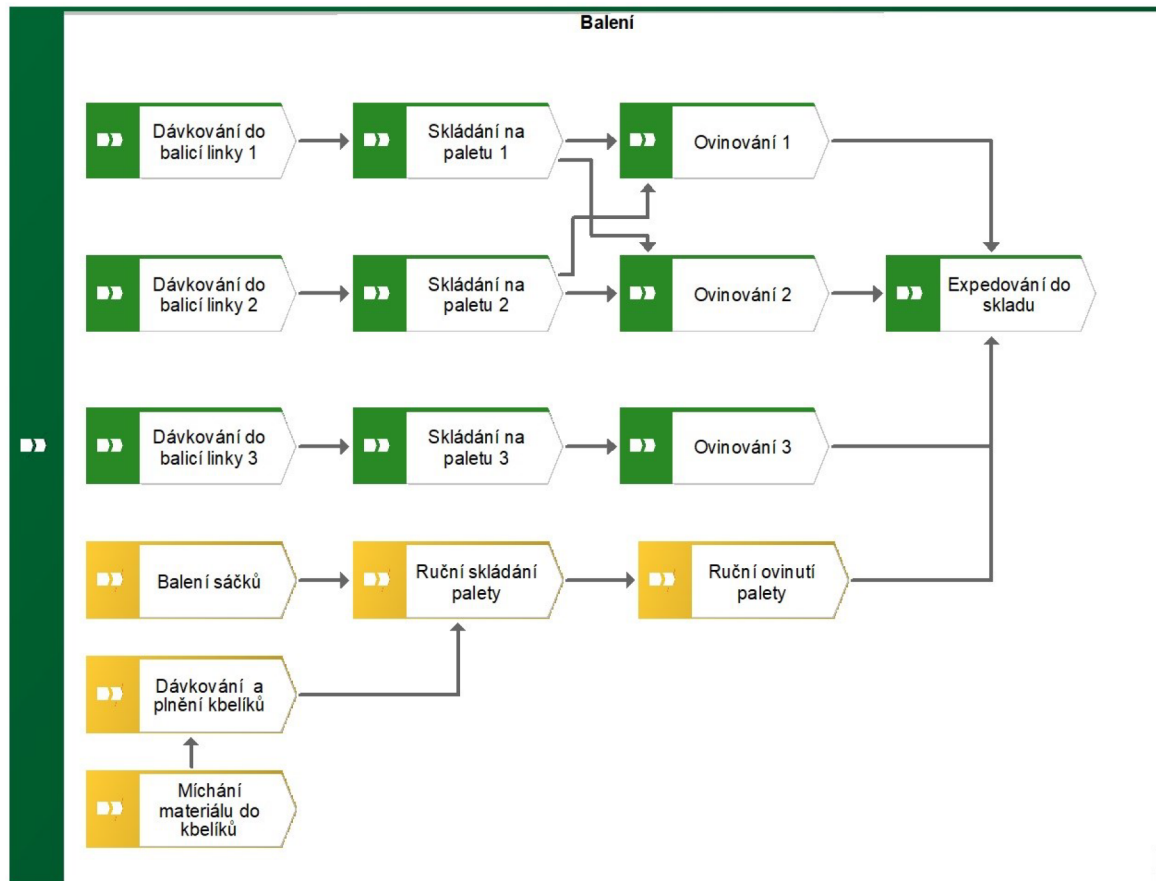 Balení
Dávkování do
balicí linky 1
Skládání na
paletu 1
Ovinování 1
Dávkování do
balicí linky 2
Skládání na
paletu 2
Ovinování 2
Expedování do
skladu
Dávkování do
balicí linky 3
Skládání na
paletu 3
Ovinování 3
Balení sáčků
Ruční skládání
palety
Ruční ovinutí
palety
Dávkování a
plnění kbelíků
Míchání
materiálu do
kbelíků